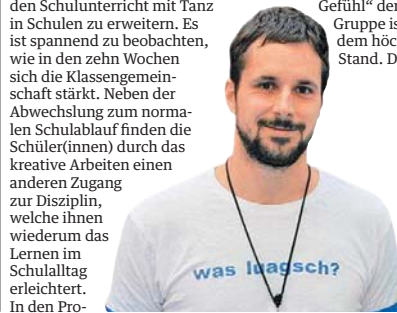 den Schulunterricht mit Tanz
in Schulen zu erweitern. Es
ist spannend zu beobachten,
wie in den zehn Wochen
sich die Klassengemein-
schaft stärkt. Neben der
Abwechslung zum norma-
len Schulablauf finden die
Schüler(innen) durch das
kreative Arbeiten einen
anderen Zugang
zur Disziplin,
welche ihnen
wiederum das
Lernen im
Schulalltag
erleichtert.
In den Pro-
Gefühl“ der
Gruppe is
dem höc
Stand. D
was luagsch?